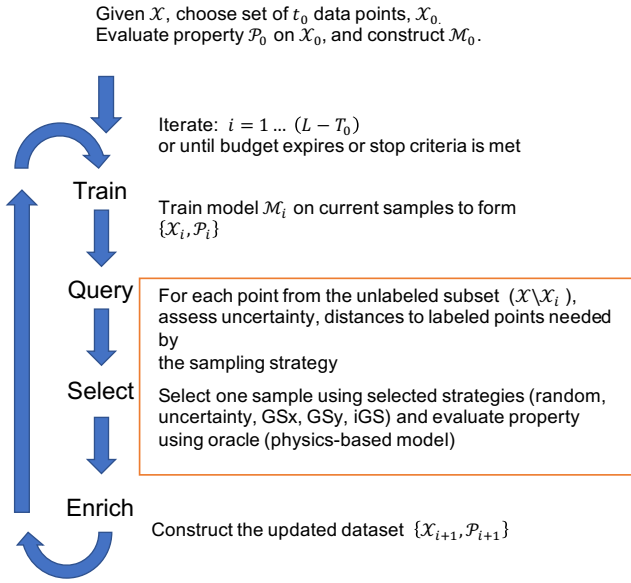 Given 𝒳, choose set of t₀ data points, 𝒳₀.
Evaluate property 𝒫₀ on 𝒳₀, and construct ℳ₀.
Iterate: i = 1 … (L − T₀)
or until budget expires or stop criteria is met
Train
Train model ℳᵢ on current samples to form
{𝒳ᵢ, 𝒫ᵢ}
Query
For each point from the unlabeled subset (𝒳\𝒳ᵢ ),
assess uncertainty, distances to labeled points needed
by
the sampling strategy
Select
Select one sample using selected strategies (random,
uncertainty, GSx, GSy, iGS) and evaluate property
using oracle (physics-based model)
Enrich
Construct the updated dataset {𝒳ᵢ₊₁, 𝒫ᵢ₊₁}